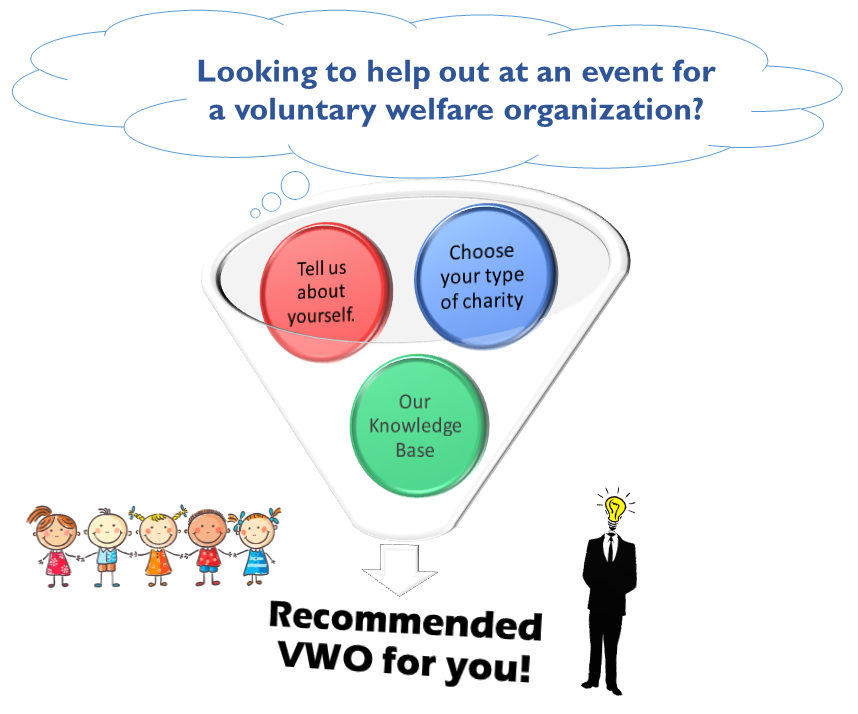 Looking to help out at an event for
a voluntary welfare organization?
Tell us
about
yourself.
Choose
your type
of charity
Our
Knowledge
Base
Recommended
VWO for you!